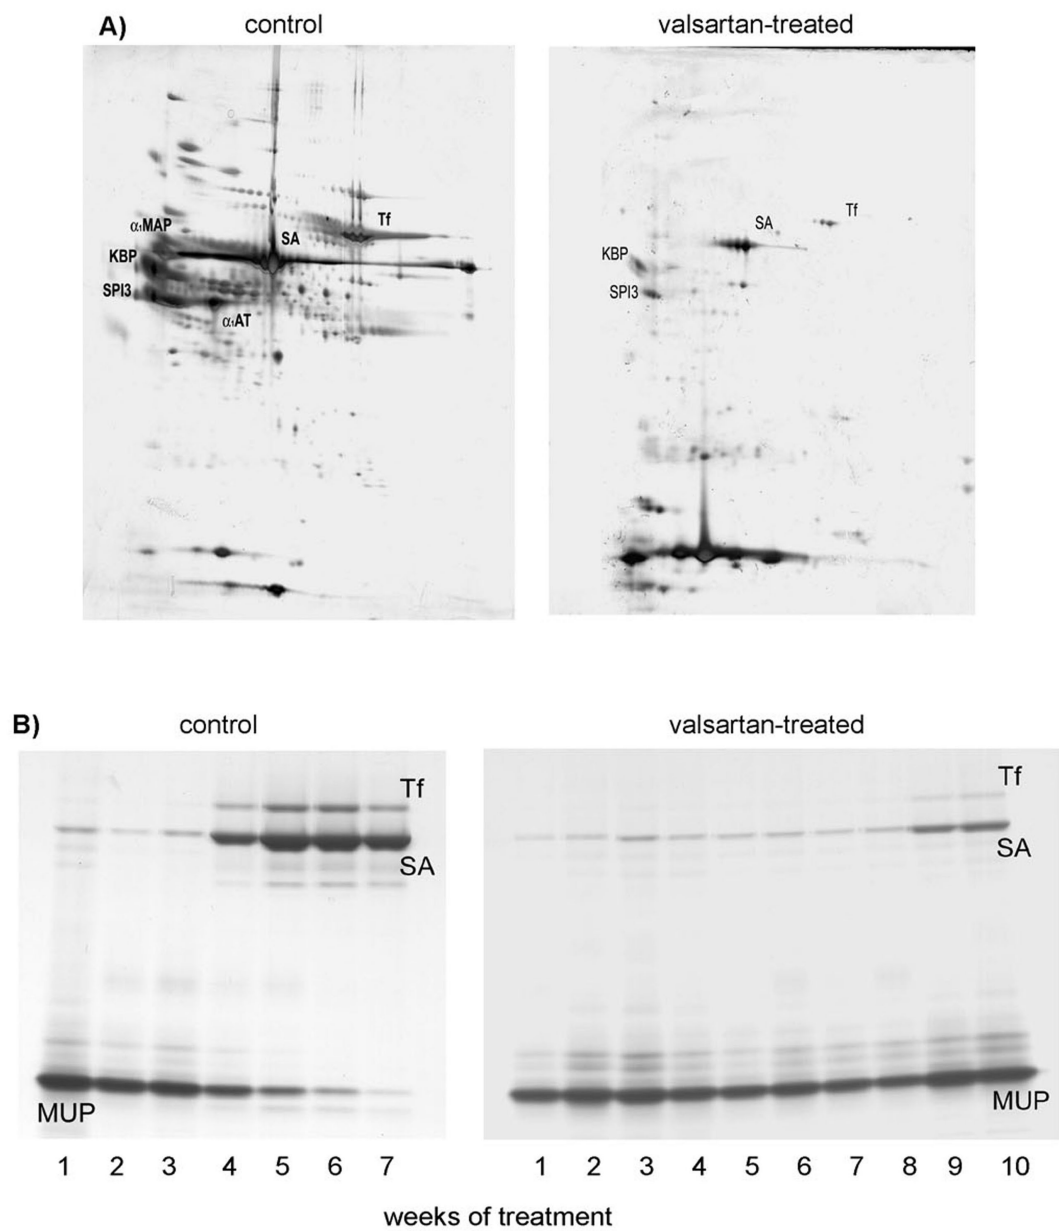 A)
control
valsartan-treated
α₁MAP
KBP
SPI3
SA
Tf
α₁AT
KBP
SPI3
SA
Tf
B)
control
valsartan-treated
Tf
SA
MUP
Tf
SA
MUP
1 2 3 4 5 6 7
1 2 3 4 5 6 7 8 9 10
weeks of treatment